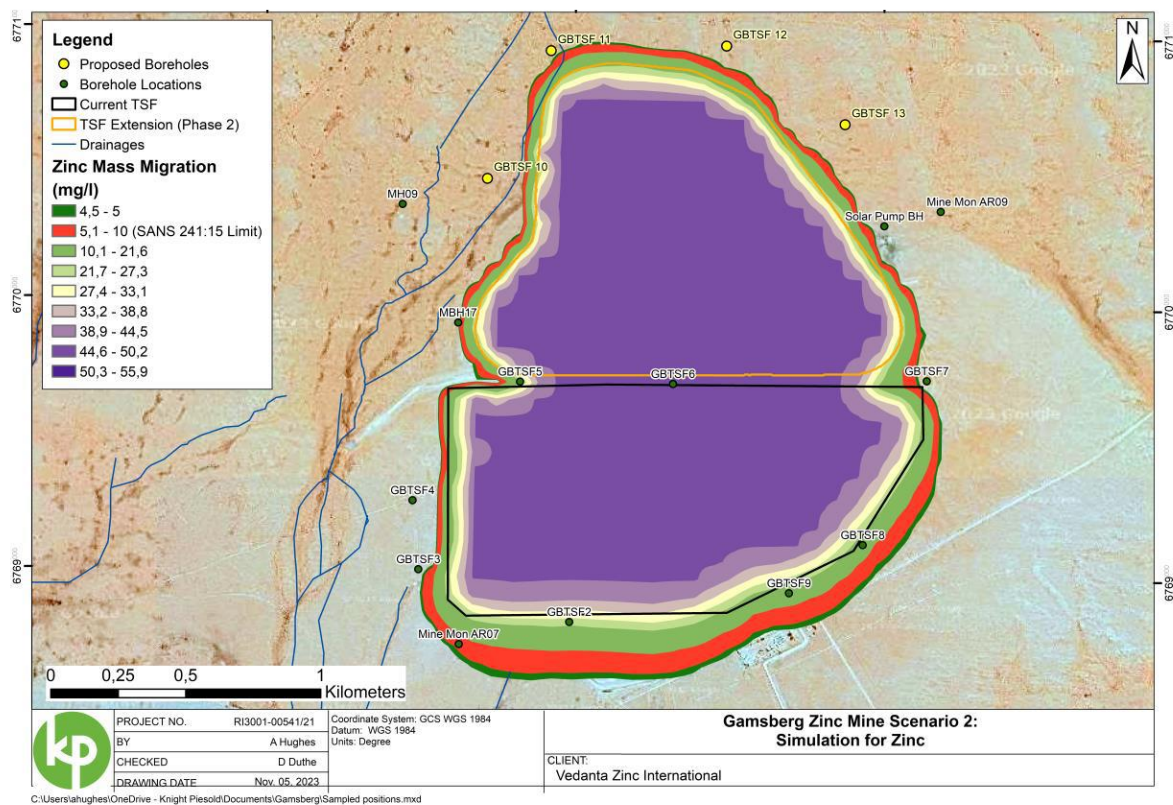 Legend
Proposed Boreholes
Borehole Locations
Current TSF
TSF Extension (Phase 2)
Drainages
Zinc Mass Migration
(mg/l)
4,5 - 5
5,1 - 10 (SANS 241:15 Limit)
10,1 - 21,6
21,7 - 27,3
27,4 - 33,1
33,2 - 38,8
38,9 - 44,5
44,6 - 50,2
50,3 - 55,9
N
6771000
6771000
6770000
6770000
6769000
6769000
GBTSF 11
GBTSF 12
GBTSF 13
GBTSF 10
MH09
Mine Mon AR09
Solar Pump BH
MBH17
GBTSF5
GBTSF6
GBTSF7
GBTSF4
GBTSF8
GBTSF3
GBTSF9
GBTSF2
Mine Mon AR07
0 0,25 0,5 1
Kilometers
kp
PROJECT NO. RI3001-00541/21
BY A Hughes
CHECKED D Duthe
DRAWING DATE Nov. 05, 2023
Coordinate System: GCS WGS 1984
Datum: WGS 1984
Units: Degree
Gamsberg Zinc Mine Scenario 2:
Simulation for Zinc
CLIENT:
Vedanta Zinc International
C:\Users\ahughes\OneDrive - Knight Piesold\Documents\Gamsberg\Sampled positions.mxd